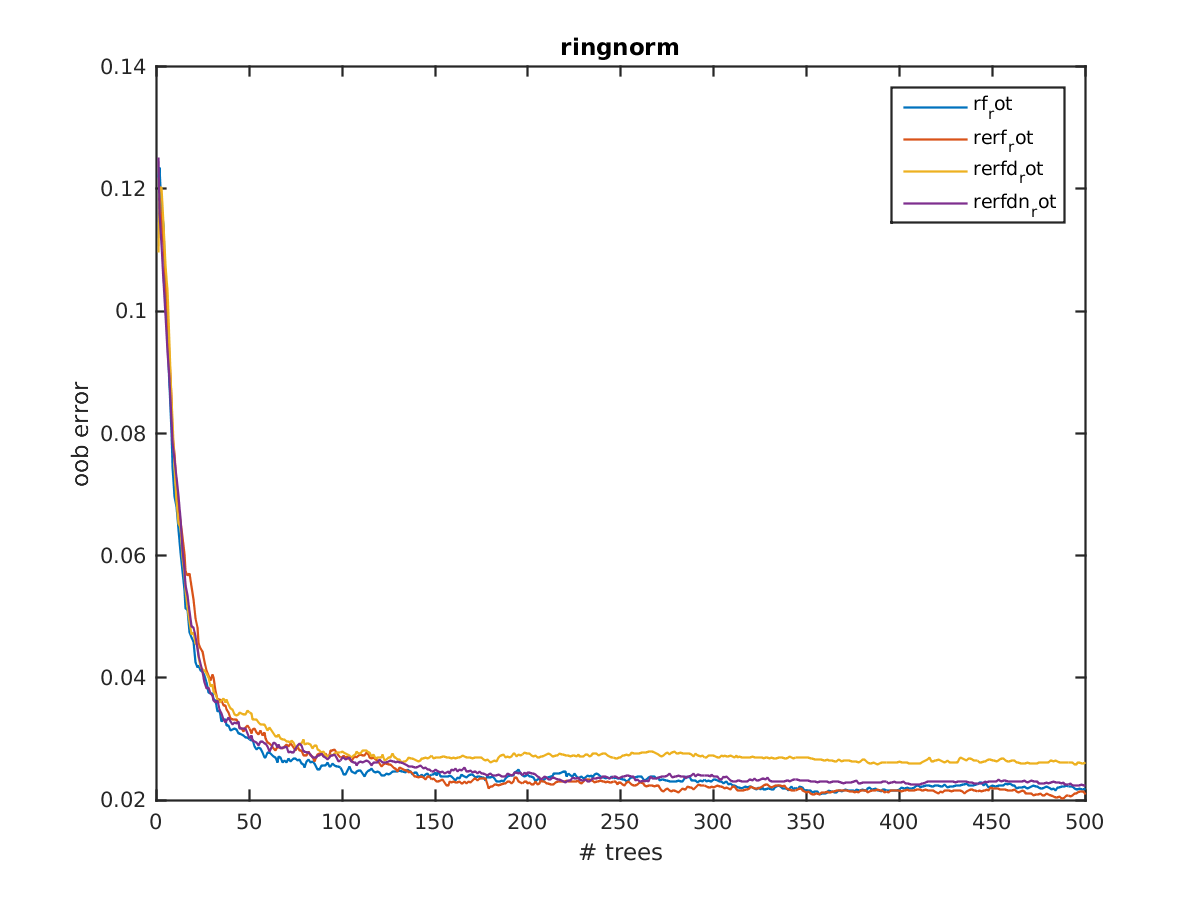 ringnorm
0.14
0.12
0.1
0.08
0.06
0.04
0.02
oob error
0 50 100 150 200 250 300 350 400 450 500
# trees
rf_rot
rerf_rot
rerfd_rot
rerfdn_rot